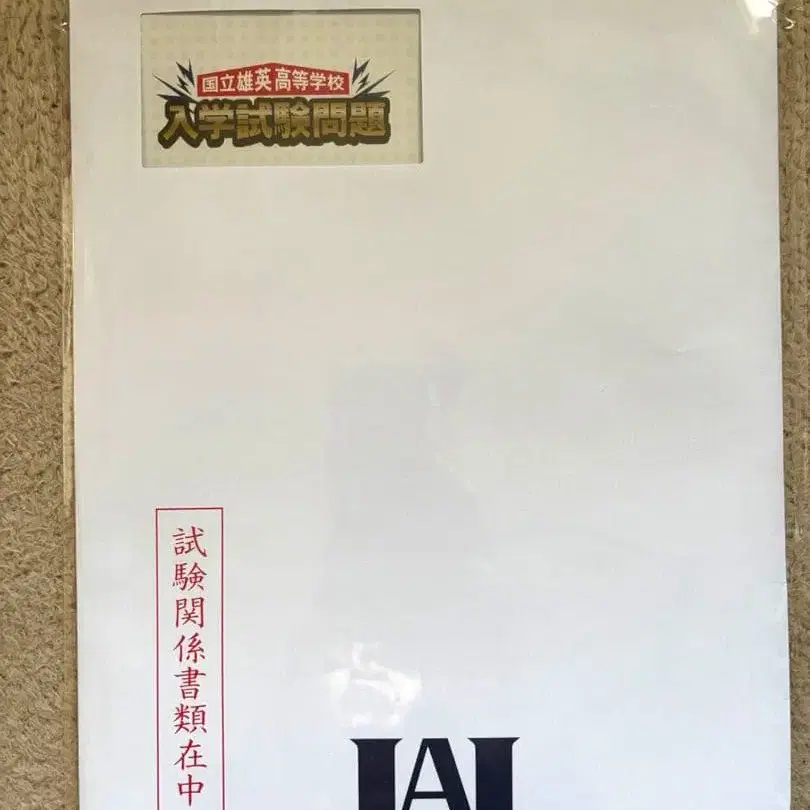 国立雄英高等学校
入学試験問題
試験関係書類在中
UA